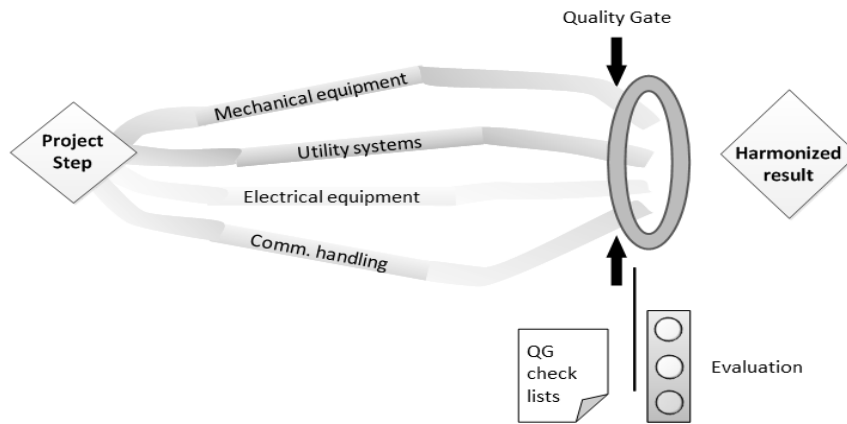 Quality Gate
Mechanical equipment
Project
Step
Utility systems
Harmonized
result
Electrical equipment
Comm. handling
QG
check
lists
Evaluation